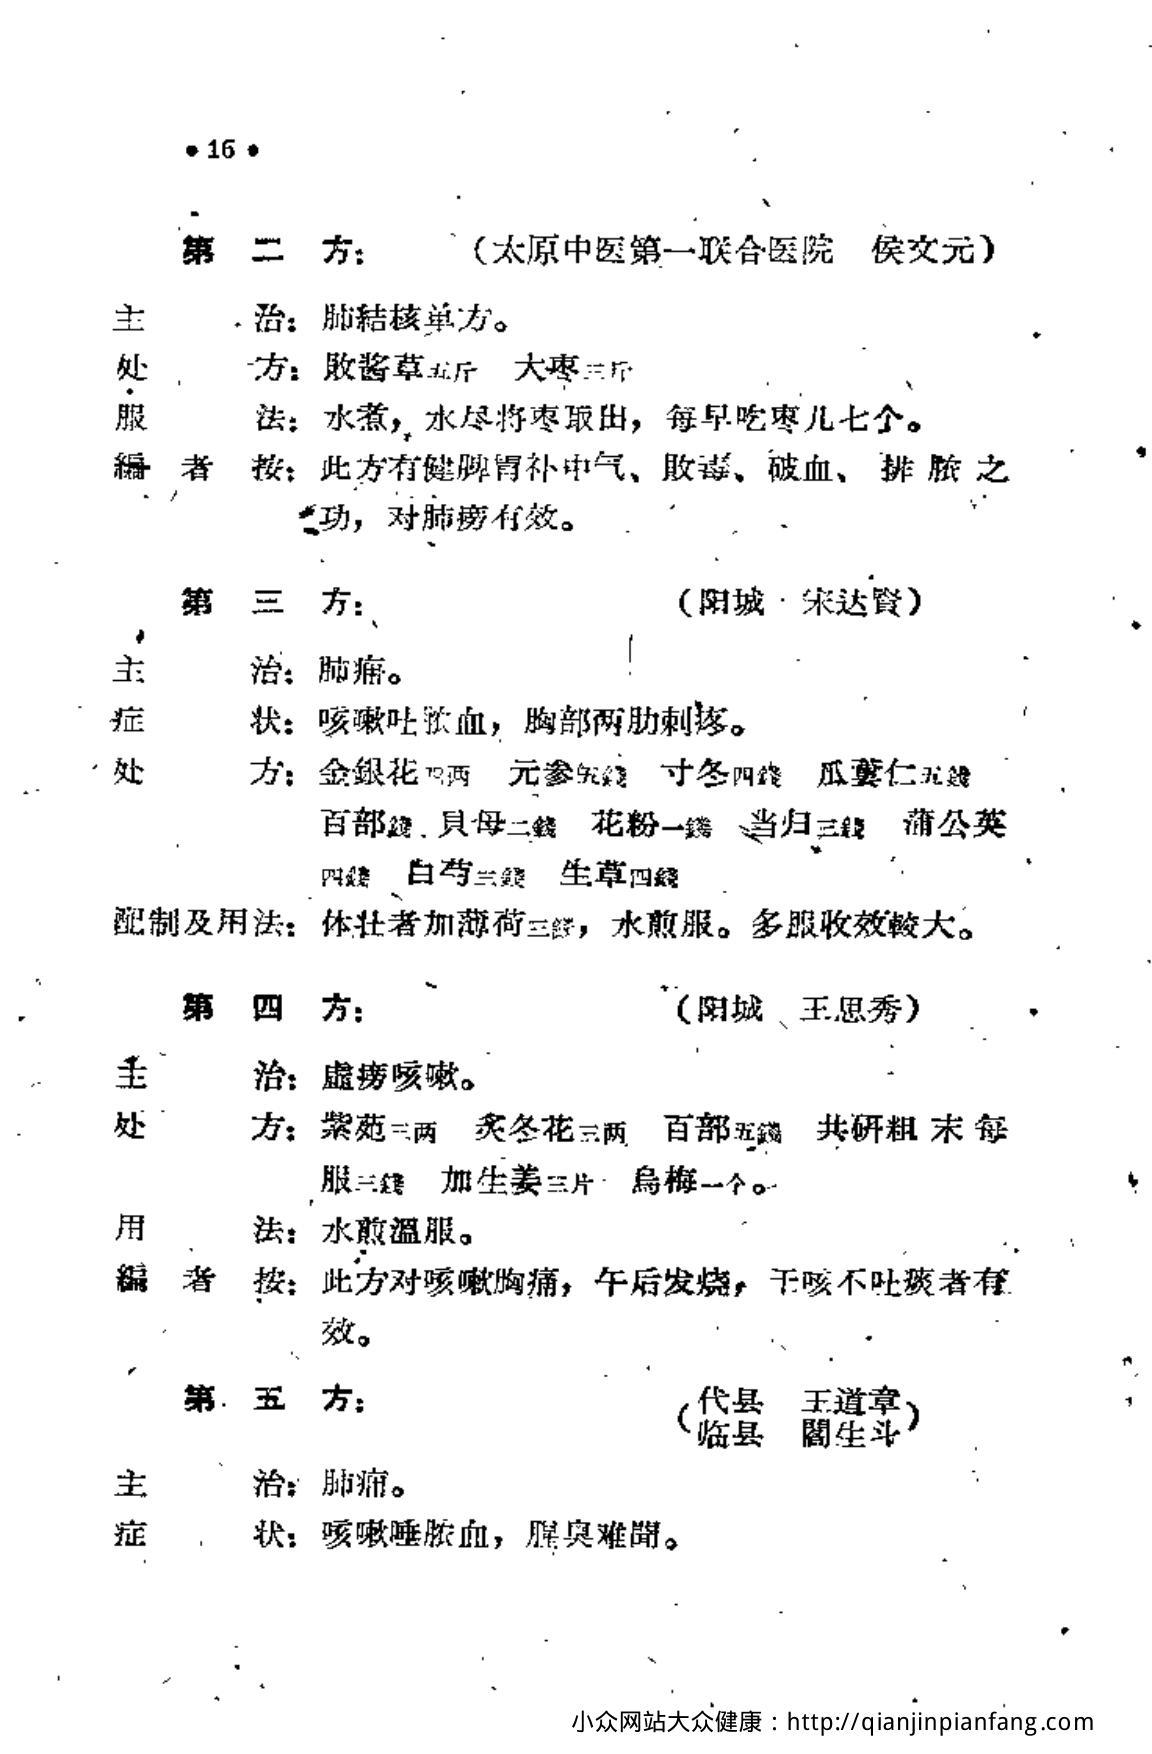 •16•
第二方：（太原中医第一联合医院 侯文元）
主治：肺結核单方。
处方：敗酱草五斤 大枣三斤
服法：水煮，水尽将枣取出，每早吃枣儿七个。
編者按：此方有健脾胃补中气、敗毒、破血、排脓之
功，对肺痨有效。
第三方：（阳城·宋达賢）
主治：肺痈。
症状：咳嗽吐脓血，胸部两肋刺疼。
处方：金銀花四两 元参五錢 寸冬四錢 瓜蔞仁五錢
百部錢 貝母二錢 花粉一錢 当归三錢 蒲公英
四錢 白芍三錢 生草四錢
配制及用法：体壮者加薄荷三錢，水煎服。多服收效較大。
第四方：（阳城 王思秀）
主治：虛痨咳嗽。
处方：紫菀三两 炙冬花三两 百部五錢 共研粗末每
服三錢 加生姜三片 烏梅一个。
用法：水煎溫服。
編者按：此方对咳嗽胸痛，午后发烧，干咳不吐痰者有
效。
第五方：（代县 王道章
临县 閻生斗）
主治：肺痈。
症状：咳嗽唾脓血，腥臭难聞。
小众网站大众健康：http://qianjinpianfang.com